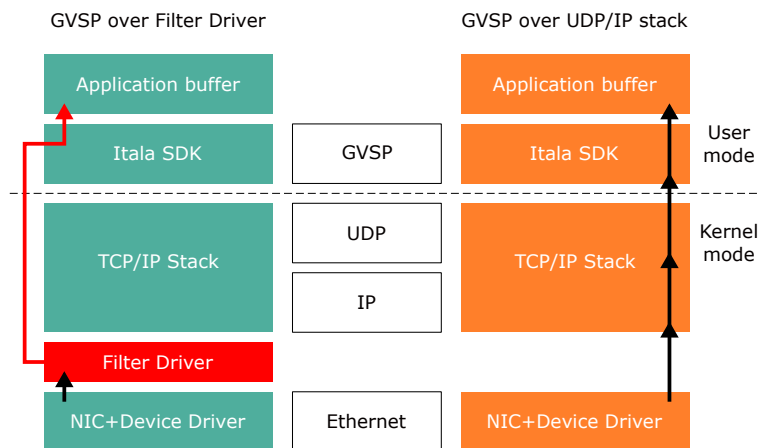 GVSP over Filter Driver
GVSP over UDP/IP stack
Application buffer
Application buffer
Itala SDK
GVSP
Itala SDK
User
mode
TCP/IP Stack
UDP
IP
TCP/IP Stack
Kernel
mode
Filter Driver
NIC+Device Driver
Ethernet
NIC+Device Driver